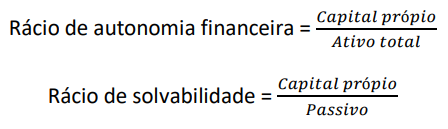 Rácio de autonomia financeira = Capital própio / Ativo total
Rácio de solvabilidade = Capital própio / Passivo